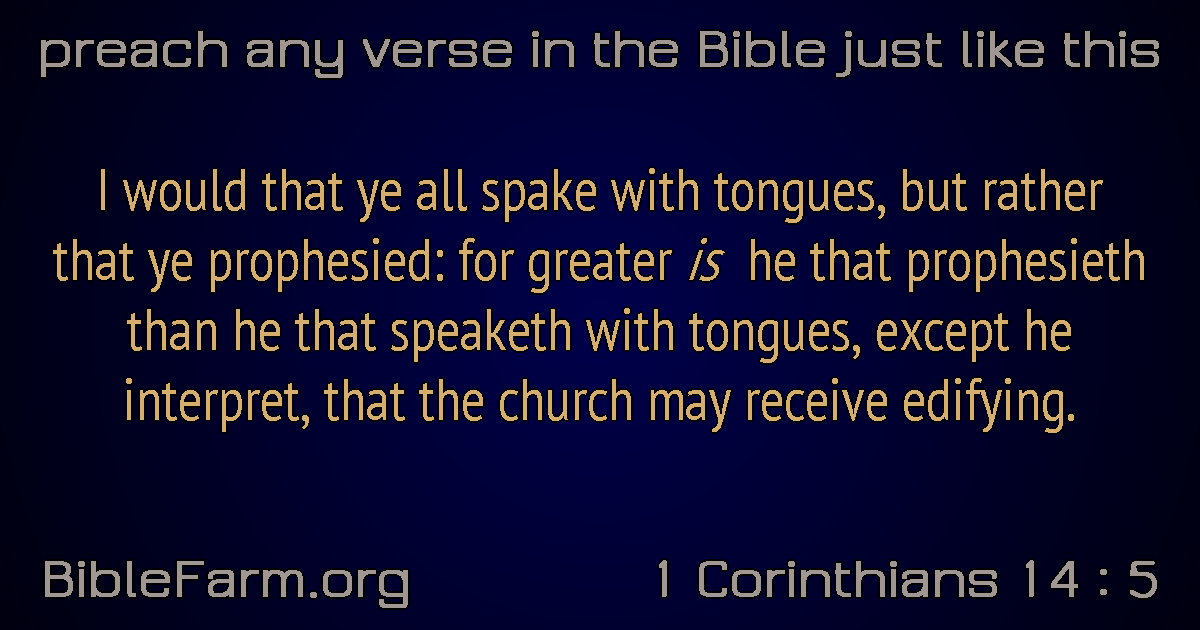 preach any verse in the Bible just like this
I would that ye all spake with tongues, but rather
that ye prophesied: for greater is he that prophesieth
than he that speaketh with tongues, except he
interpret, that the church may receive edifying.
BibleFarm.org
1 Corinthians 14 : 5